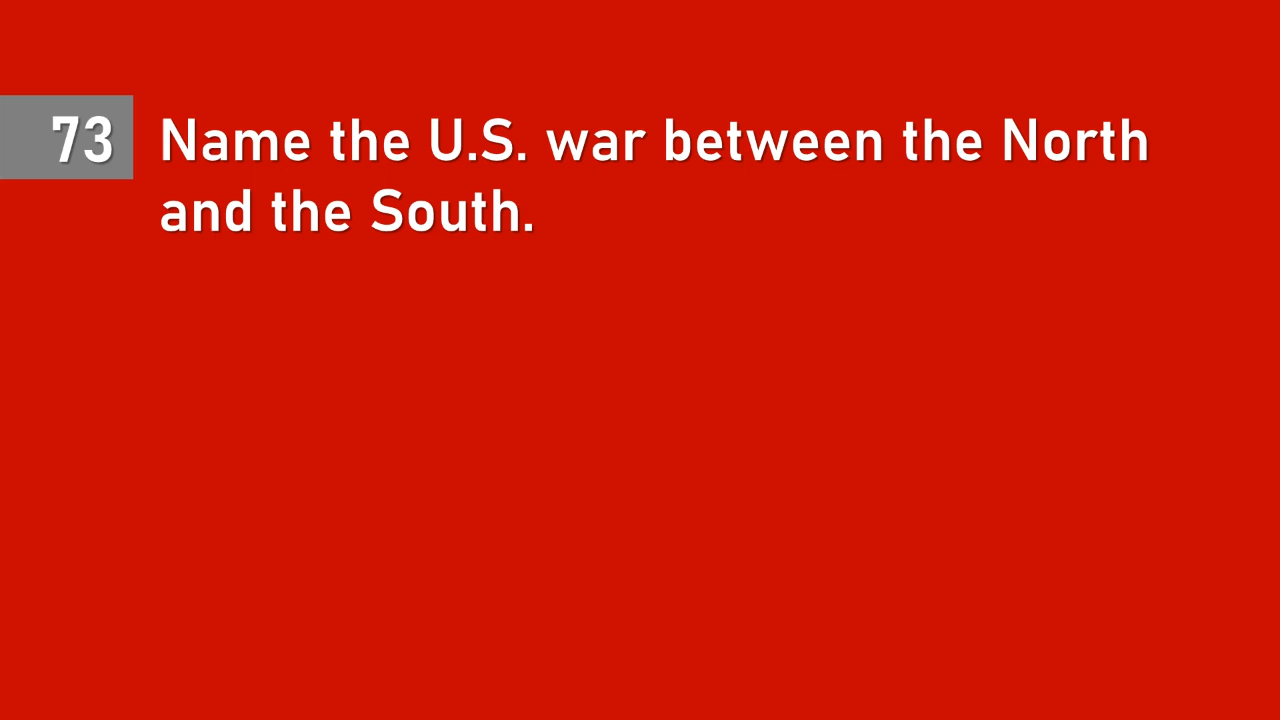 73 Name the U.S. war between the North
and the South.